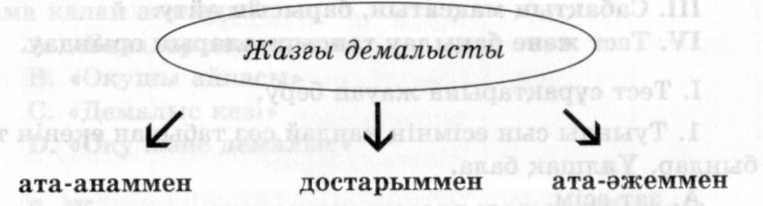 Жазғы демалысты
ата-анаммен достарыммен ата-әжеммен